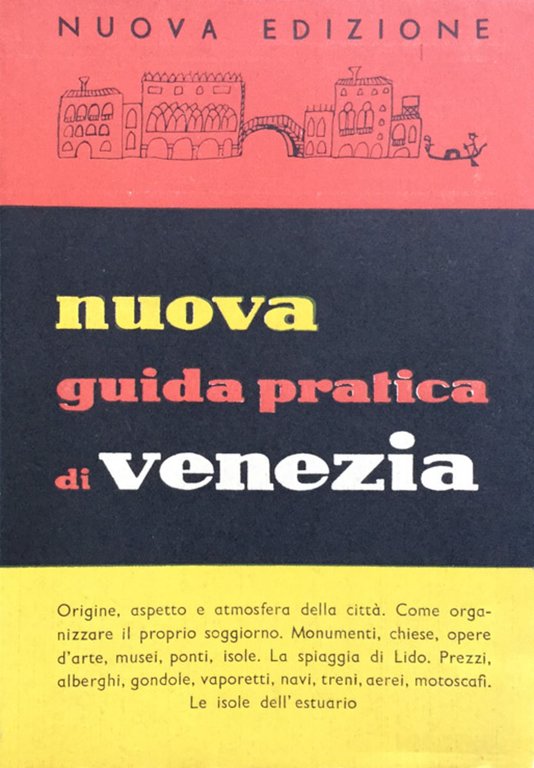 NUOVA EDIZIONE
nuova
guida pratica
di venezia
Origine, aspetto e atmosfera della città. Come orga-
nizzare il proprio soggiorno. Monumenti, chiese, opere
d'arte, musei, ponti, isole. La spiaggia di Lido. Prezzi,
alberghi, gondole, vaporetti, navi, treni, aerei, motoscafi.
Le isole dell'estuario